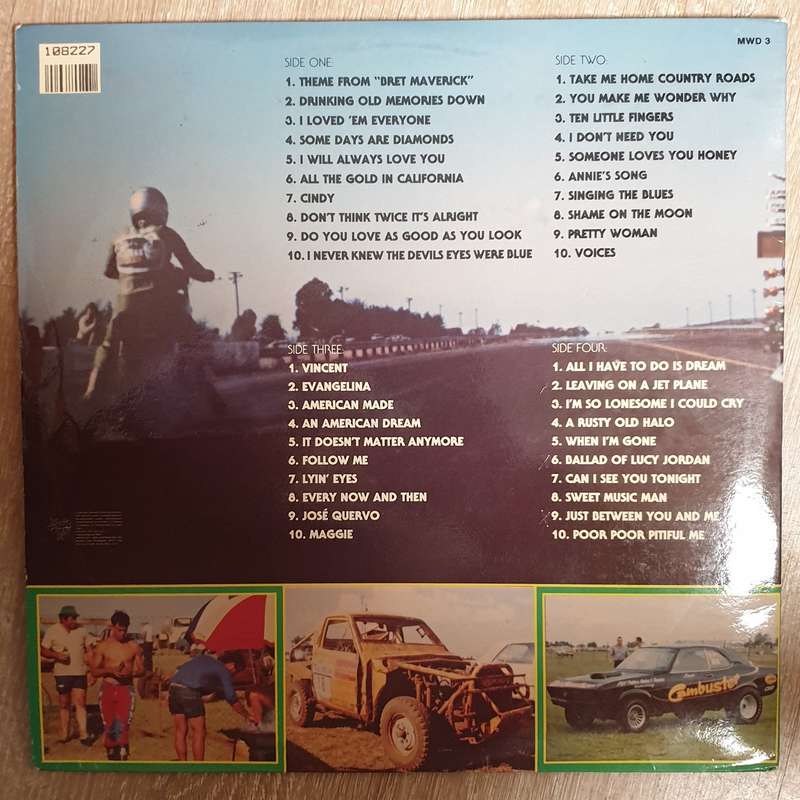 108227
MWD 3
SIDE ONE:
1. THEME FROM "BRET MAVERICK"
2. DRINKING OLD MEMORIES DOWN
3. I LOVED 'EM EVERYONE
4. SOME DAYS ARE DIAMONDS
5. I WILL ALWAYS LOVE YOU
6. ALL THE GOLD IN CALIFORNIA
7. CINDY
8. DON'T THINK TWICE IT'S ALRIGHT
9. DO YOU LOVE AS GOOD AS YOU LOOK
10. I NEVER KNEW THE DEVILS EYES WERE BLUE
SIDE TWO:
1. TAKE ME HOME COUNTRY ROADS
2. YOU MAKE ME WONDER WHY
3. TEN LITTLE FINGERS
4. I DON'T NEED YOU
5. SOMEONE LOVES YOU HONEY
6. ANNIE'S SONG
7. SINGING THE BLUES
8. SHAME ON THE MOON
9. PRETTY WOMAN
10. VOICES
SIDE THREE:
1. VINCENT
2. EVANGELINA
3. AMERICAN MADE
4. AN AMERICAN DREAM
5. IT DOESN'T MATTER ANYMORE
6. FOLLOW ME
7. LYIN' EYES
8. EVERY NOW AND THEN
9. JOSÉ QUERVO
10. MAGGIE
SIDE FOUR:
1. ALL I HAVE TO DO IS DREAM
2. LEAVING ON A JET PLANE
3. I'M SO LONESOME I COULD CRY
4. A RUSTY OLD HALO
5. WHEN I'M GONE
6. BALLAD OF LUCY JORDAN
7. CAN I SEE YOU TONIGHT
8. SWEET MUSIC MAN
9. JUST BETWEEN YOU AND ME
10. POOR POOR PITIFUL ME
Cambuster